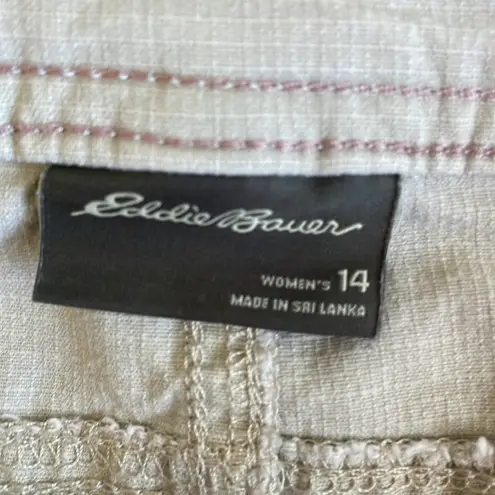 Eddie Bauer
WOMEN'S 14
MADE IN SRI LANKA